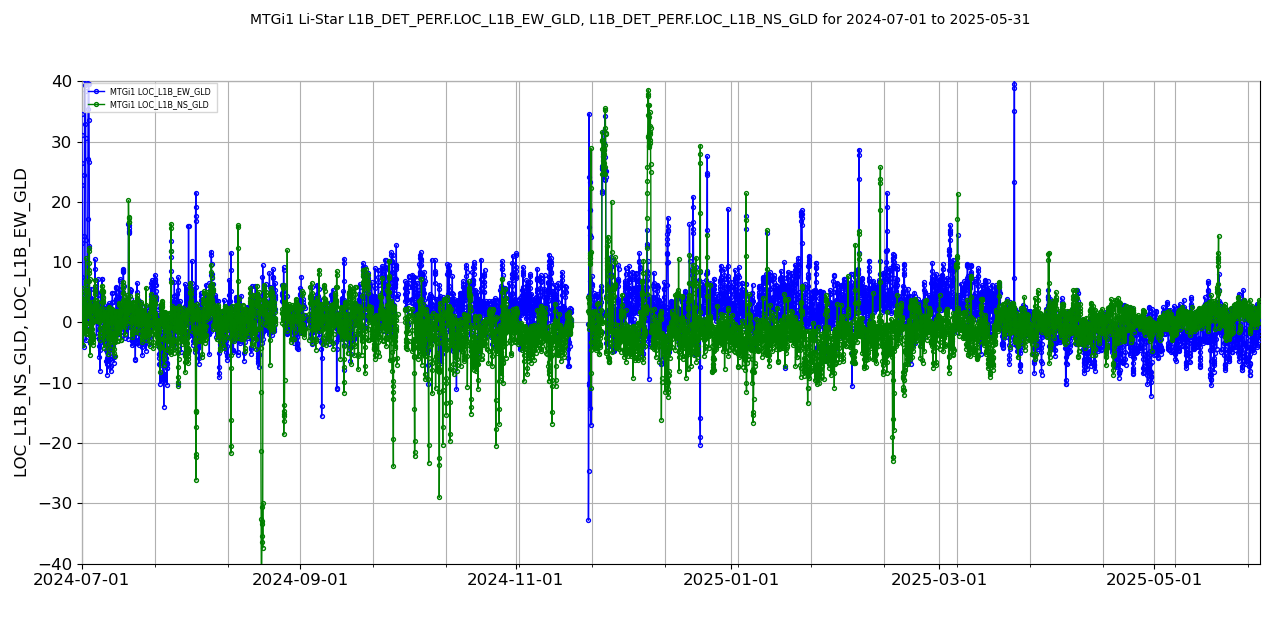 MTGi1 Li-Star L1B_DET_PERF.LOC_L1B_EW_GLD, L1B_DET_PERF.LOC_L1B_NS_GLD for 2024-07-01 to 2025-05-31
LOC_L1B_NS_GLD, LOC_L1B_EW_GLD
40
30
20
10
0
−10
−20
−30
−40
MTGi1 LOC_L1B_EW_GLD
MTGi1 LOC_L1B_NS_GLD
2024-07-01 2024-09-01 2024-11-01 2025-01-01 2025-03-01 2025-05-01